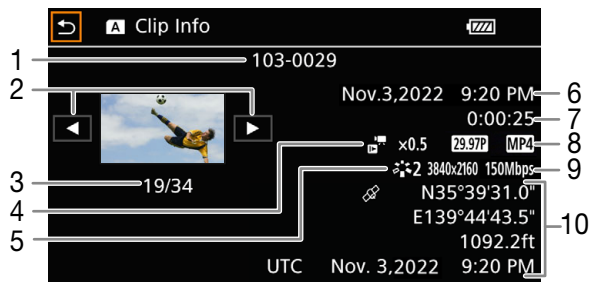 A Clip Info
1 103-0029
2
Nov.3,2022 9:20 PM 6
0:00:25 7
×0.5 29.97P MP4 8
2 3840x2160 150Mbps 9
3 19/34
4
5
N35°39'31.0"
E139°44'43.5" 10
1092.2ft
UTC Nov. 3,2022 9:20 PM